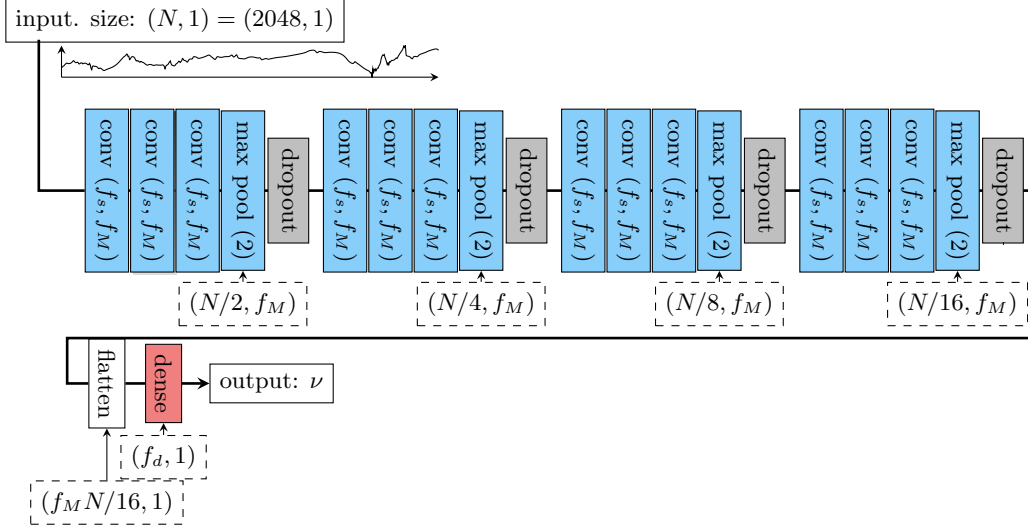 input. size: (N, 1) = (2048, 1)
conv (f_s, f_M)
conv (f_s, f_M)
conv (f_s, f_M)
max pool (2)
dropout
conv (f_s, f_M)
conv (f_s, f_M)
conv (f_s, f_M)
max pool (2)
dropout
conv (f_s, f_M)
conv (f_s, f_M)
conv (f_s, f_M)
max pool (2)
dropout
conv (f_s, f_M)
conv (f_s, f_M)
conv (f_s, f_M)
max pool (2)
dropout
(N/2, f_M)
(N/4, f_M)
(N/8, f_M)
(N/16, f_M)
flatten
dense
output: ν
(f_d, 1)
(f_M N/16, 1)